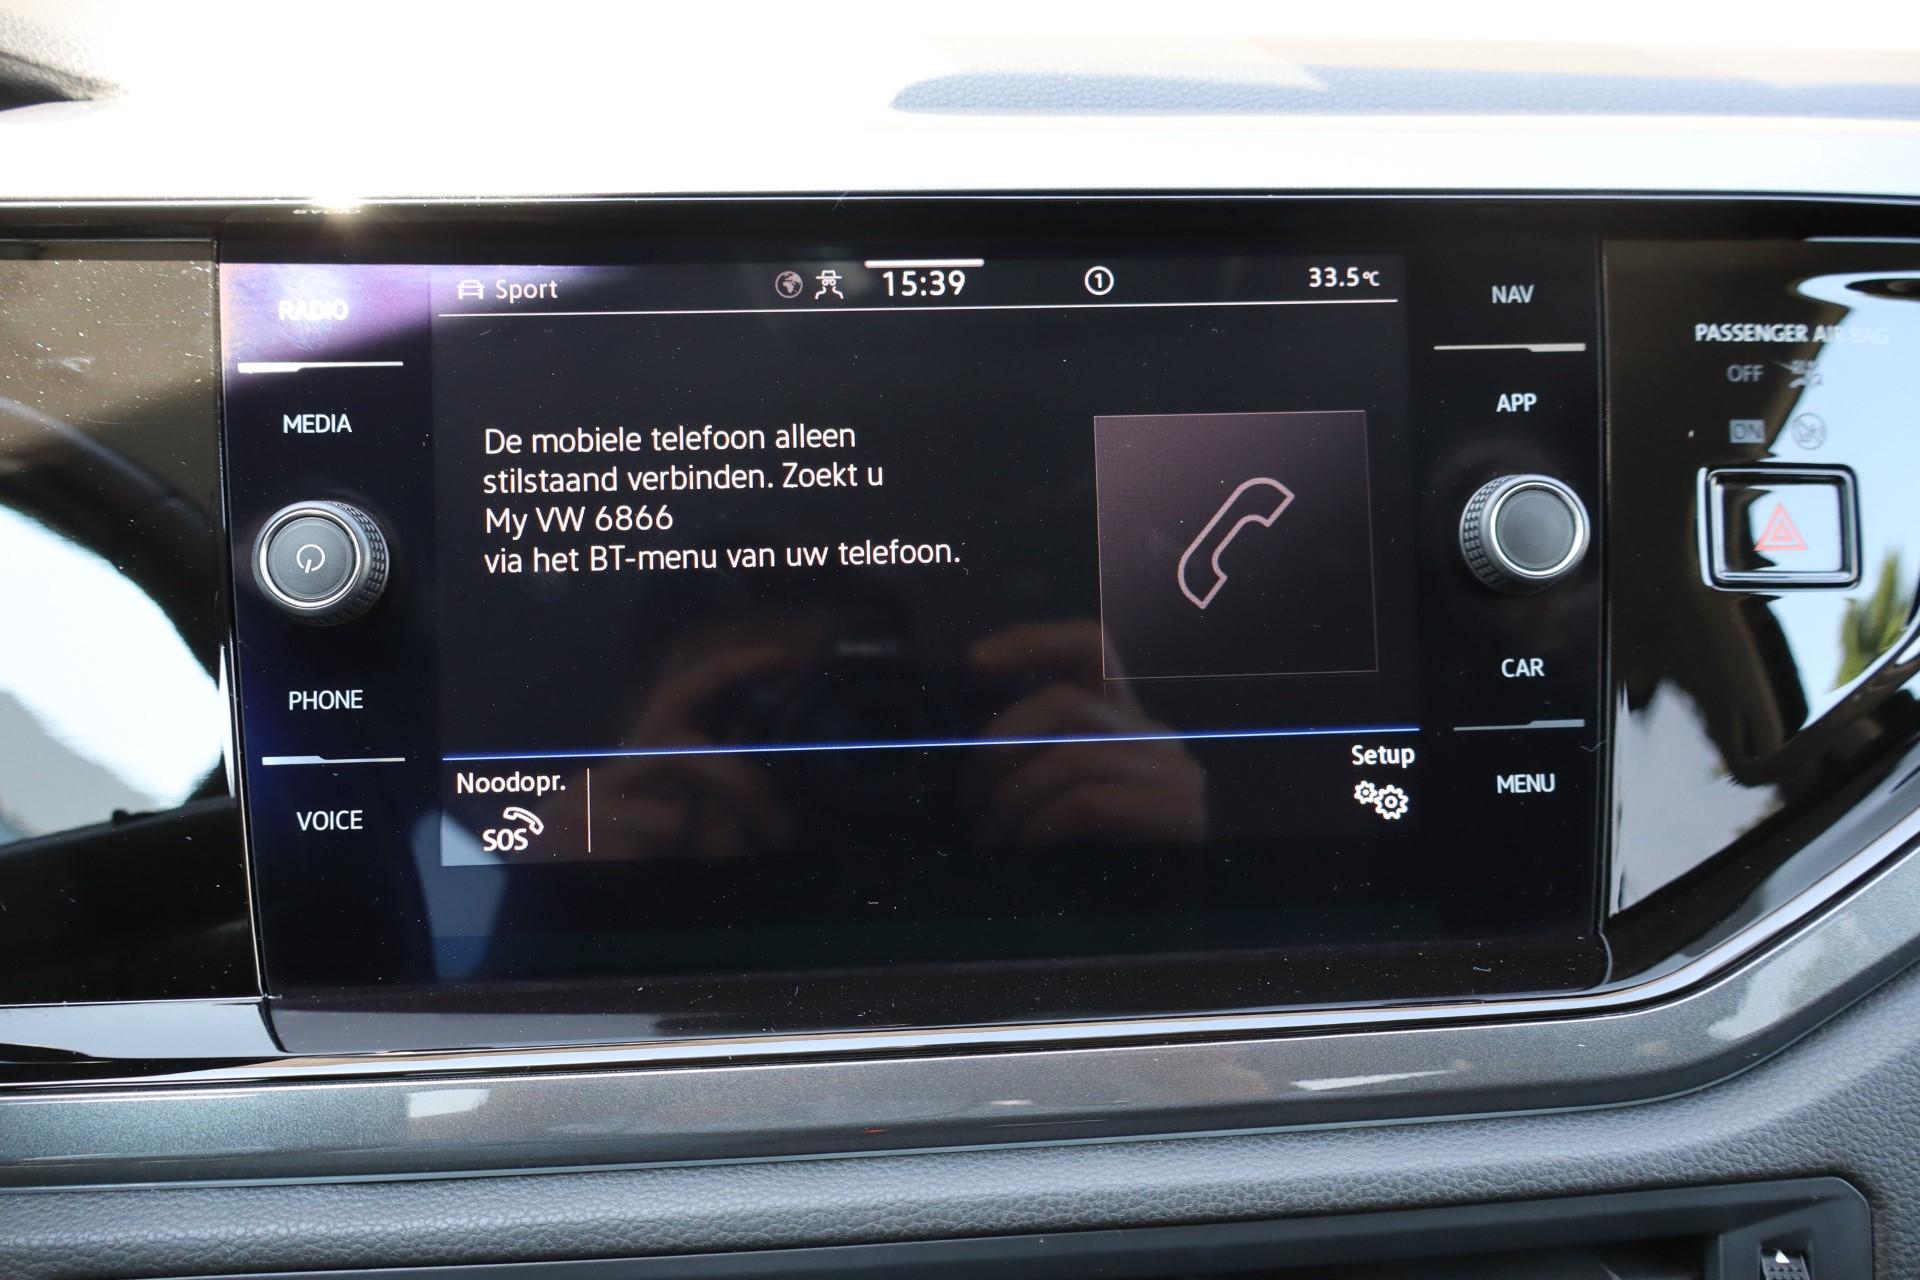 RADIO
MEDIA
PHONE
VOICE
Sport
15:39
1
33.5°C
De mobiele telefoon alleen
stilstaand verbinden. Zoekt u
My VW 6866
via het BT-menu van uw telefoon.
Noodopr.
SOS
Setup
NAV
APP
CAR
MENU
PASSENGER AIR BAG
OFF
ON